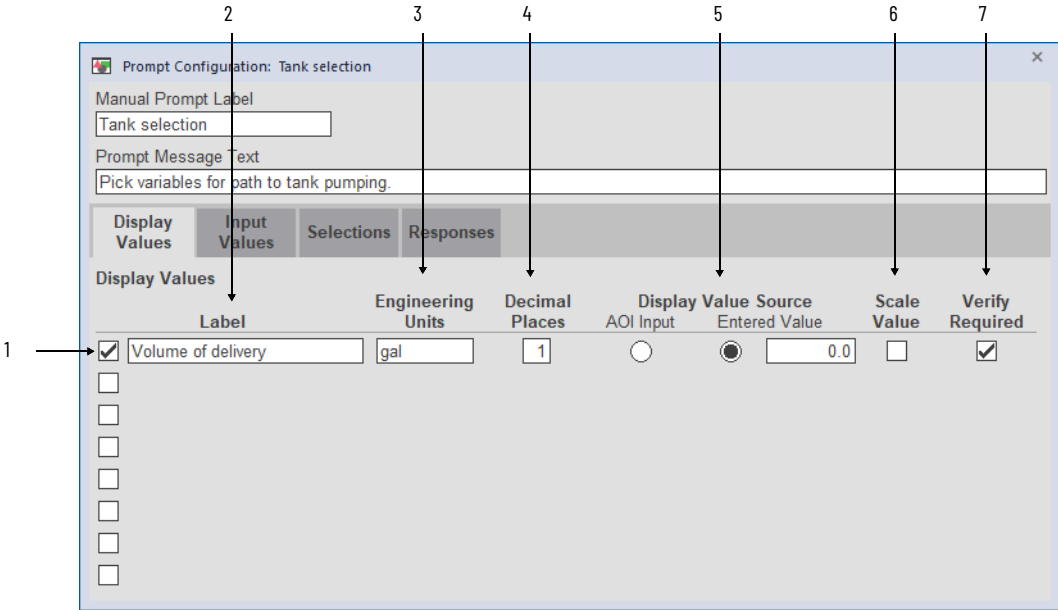 2 3 4 5 6 7
Prompt Configuration: Tank selection ×
Manual Prompt Label
Tank selection
Prompt Message Text
Pick variables for path to tank pumping.
Display Values Input Values Selections Responses
Display Values
Label Engineering Units Decimal Places Display Value Source AOI Input Entered Value Scale Value Verify Required
1 Volume of delivery gal 1 0.0